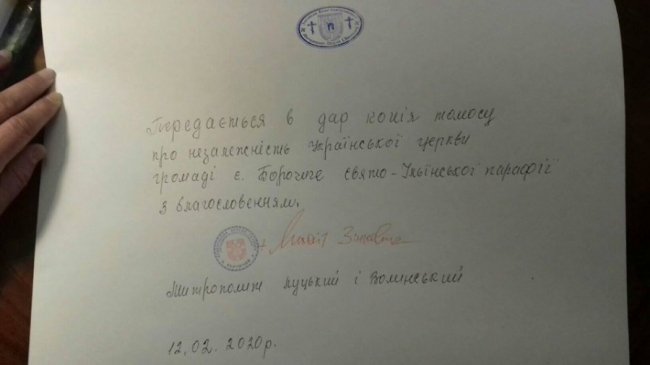 Передається в дар копія томосу
про незалежність Української церкви
громаді с. Борочиче свято-Іллінської парафії
з благословенням.
+ Михаїл
Митрополит Луцький і Волинський
12.02.2020р.